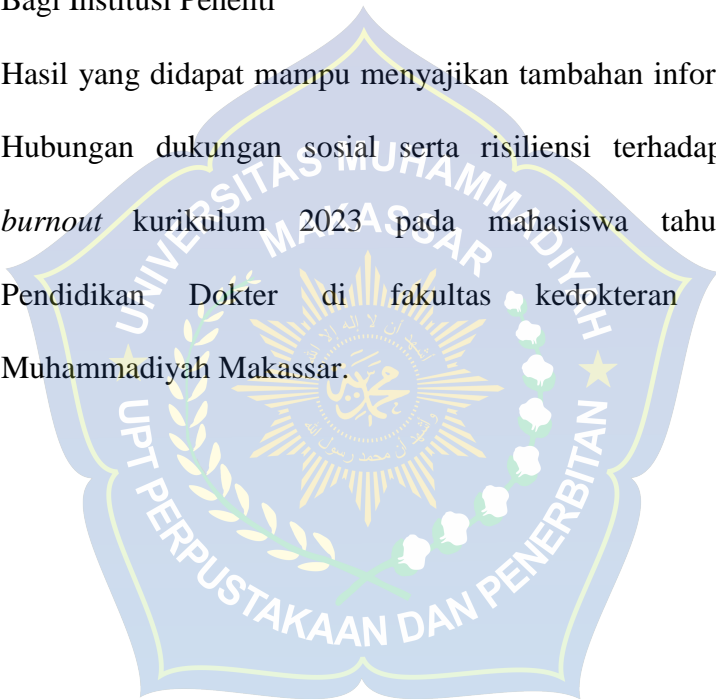 Bagi Institusi Peneliti
Hasil yang didapat mampu menyajikan tambahan infor
Hubungan dukungan sosial serta risiliensi terhadap
burnout kurikulum 2023 pada mahasiswa tahu
Pendidikan Dokter di fakultas kedokteran
Muhammadiyah Makassar.
UNIVERSITAS MUHAMMADIYAH
MAKASSAR
UPT PERPUSTAKAAN DAN PENERBITAN